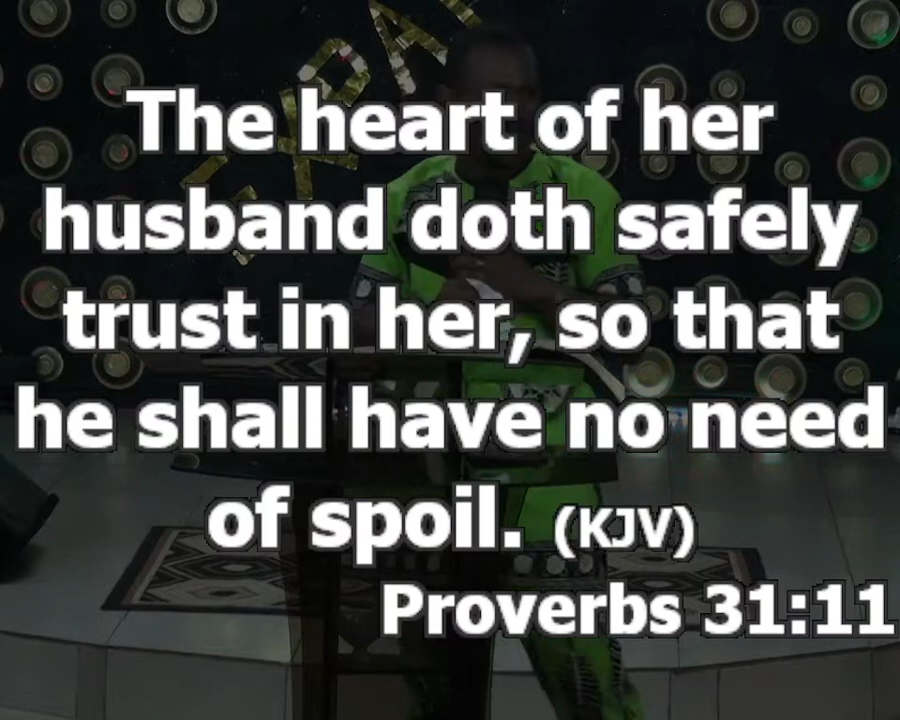 The heart of her
husband doth safely
trust in her, so that
he shall have no need
of spoil. (KJV)
Proverbs 31:11